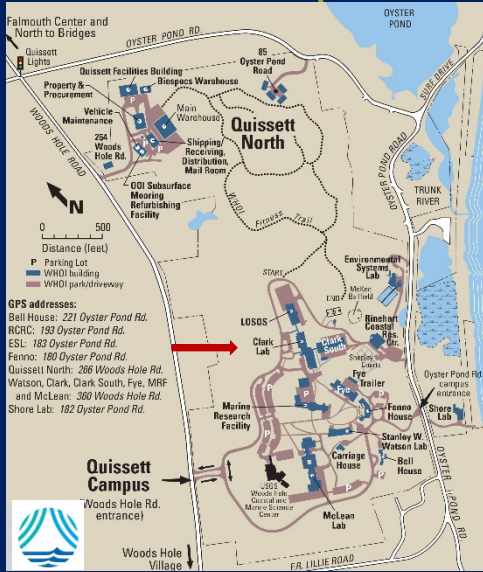 Falmouth Center and
North to Bridges
OYSTER POND RD.
OYSTER
POND
Quissett
Lights
85
Oyster Pond
Road
SURF DRIVE
Quissett Facilities Building
Biospecs Warehouse
Property &
Procurement
Main
Warehouse
Vehicle
Maintenance
Quissett
North
264
Woods
Hole Rd.
Shipping/
Receiving,
Distribution,
Mail Room
WOODS HOLE ROAD
OOI Subsurface
Mooring
Refurbishing
Facility
OYSTER POND ROAD
TRUNK
RIVER
N
0 500
Distance (feet)
WHOI Fitness Trail
P Parking Lot
WHOI building
WHOI park/driveway
Environmental
Systems
Lab
START
END
McKee
Ballfield
GPS addresses:
Bell House: 221 Oyster Pond Rd.
RCRC: 193 Oyster Pond Rd.
ESL: 183 Oyster Pond Rd.
Fenno: 180 Oyster Pond Rd.
Quissett North: 266 Woods Hole Rd.
Watson, Clark, Clark South, Fye, MRF
and McLean: 360 Woods Hole Rd.
Shore Lab: 182 Oyster Pond Rd.
LOSOS
Clark
Lab
Clark
South
Rinehart
Coastal
Res.
Ctr.
Shepley
Courts
Fye
Trailer
Oyster Pond Rd.
campus
entrance
Fye
Marine
Research
Facility
Fenno
House
Shore
Lab
Stanley W.
Watson Lab
Carriage
House
Bell
House
Quissett
Campus
(Woods Hole Rd.
entrance)
USGS
Woods Hole
Coastal and
Marine Science
Center
McLean
Lab
OYSTER POND ROAD
Woods Hole
Village
F.R. LILLIE ROAD
P
P
P
P
P
P
P